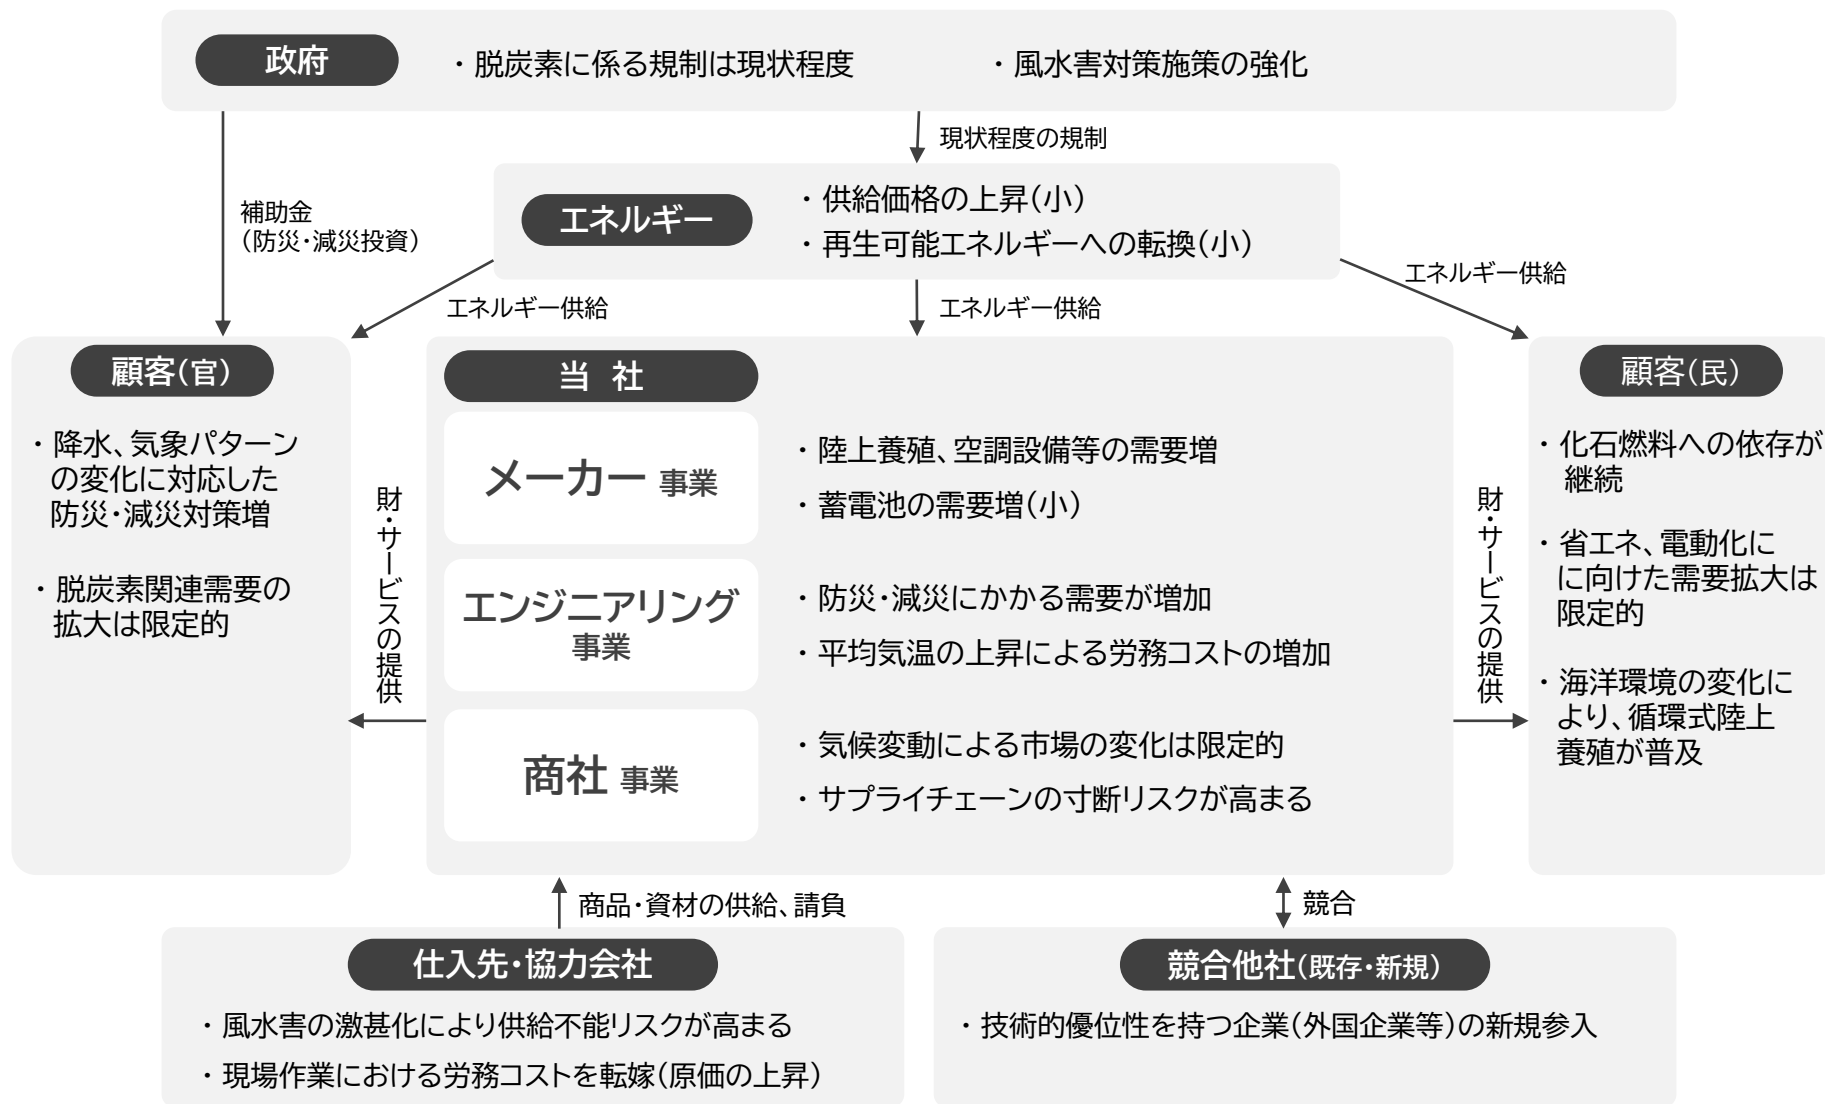 政府
・脱炭素に係る規制は現状程度
・風水害対策施策の強化
現状程度の規制
補助金
（防災・減災投資）
エネルギー
・供給価格の上昇（小）
・再生可能エネルギーへの転換（小）
エネルギー供給
エネルギー供給
エネルギー供給
顧客（官）
・降水、気象パターン
の変化に対応した
防災・減災対策増
・脱炭素関連需要の
拡大は限定的
財・サービスの提供
当 社
メーカー 事業
・陸上養殖、空調設備等の需要増
・蓄電池の需要増（小）
エンジニアリング
事業
・防災・減災にかかる需要が増加
・平均気温の上昇による労務コストの増加
商社 事業
・気候変動による市場の変化は限定的
・サプライチェーンの寸断リスクが高まる
財・サービスの提供
顧客（民）
・化石燃料への依存が
継続
・省エネ、電動化に
に向けた需要拡大は
限定的
・海洋環境の変化に
より、循環式陸上
養殖が普及
商品・資材の供給、請負
競合
仕入先・協力会社
・風水害の激甚化により供給不能リスクが高まる
・現場作業における労務コストを転嫁（原価の上昇）
競合他社（既存・新規）
・技術的優位性を持つ企業（外国企業等）の新規参入